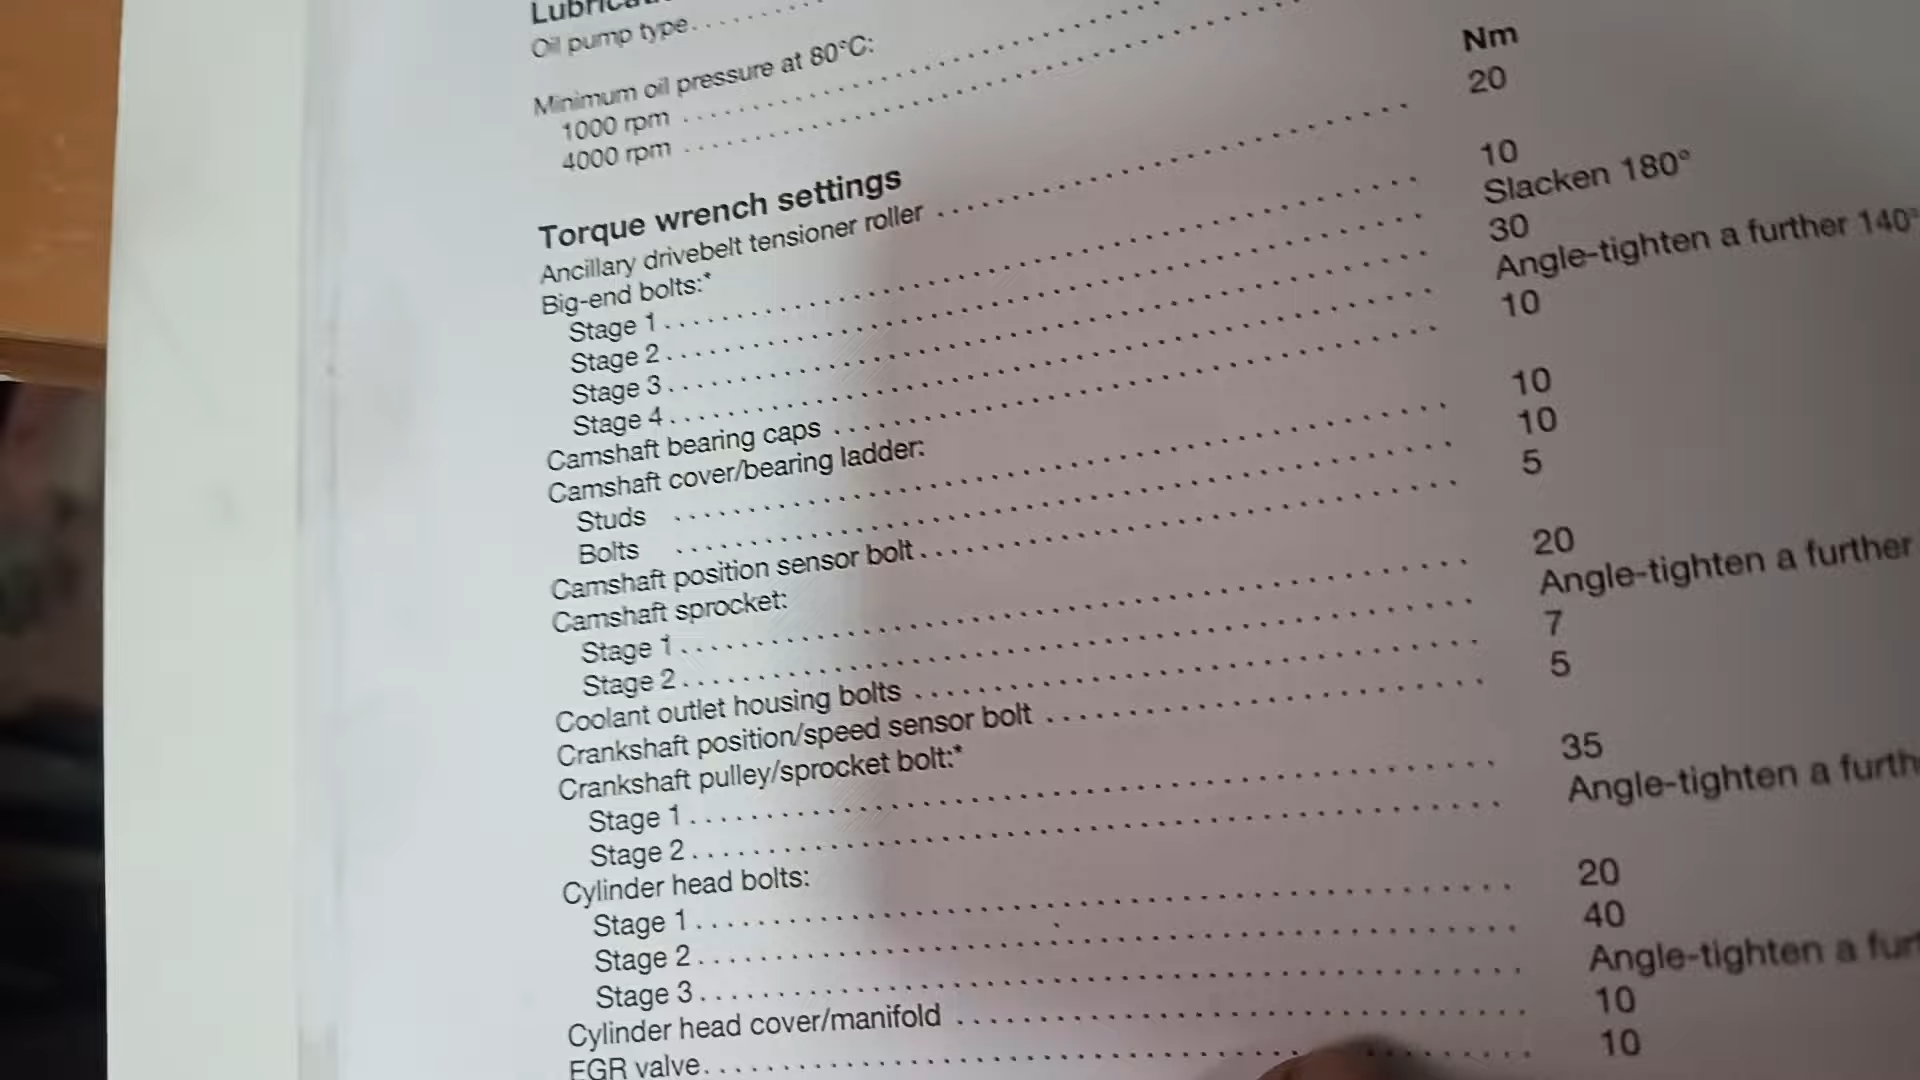 Oil pump type
Minimum oil pressure at 80°C:
1000 rpm
4000 rpm
Nm
Torque wrench settings
Ancillary drivebelt tensioner roller 20
Big-end bolts:*
Stage 1 10
Stage 2 Slacken 180°
Stage 3 30
Stage 4 Angle-tighten a further 140°
Camshaft bearing caps 10
Camshaft cover/bearing ladder:
Studs 10
Bolts 10
Camshaft position sensor bolt 5
Camshaft sprocket:
Stage 1 20
Stage 2 Angle-tighten a further
Coolant outlet housing bolts 7
Crankshaft position/speed sensor bolt 5
Crankshaft pulley/sprocket bolt:*
Stage 1 35
Stage 2 Angle-tighten a
Cylinder head bolts:
Stage 1 20
Stage 2 40
Stage 3 Angle-tighten a
Cylinder head cover/manifold 10
EGR valve 10